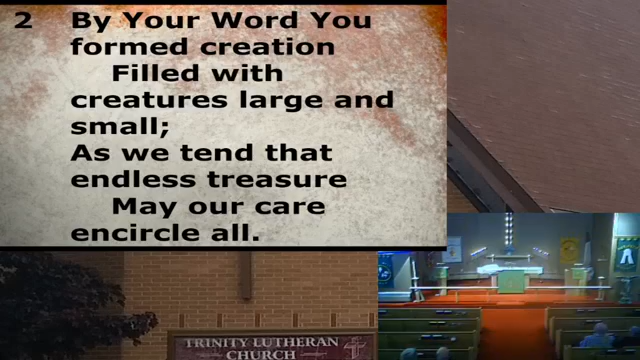 2 By Your Word You
formed creation
Filled with
creatures large and
small;
As we tend that
endless treasure
May our care
encircle all.
TRINITY LUTHERAN
CHURCH